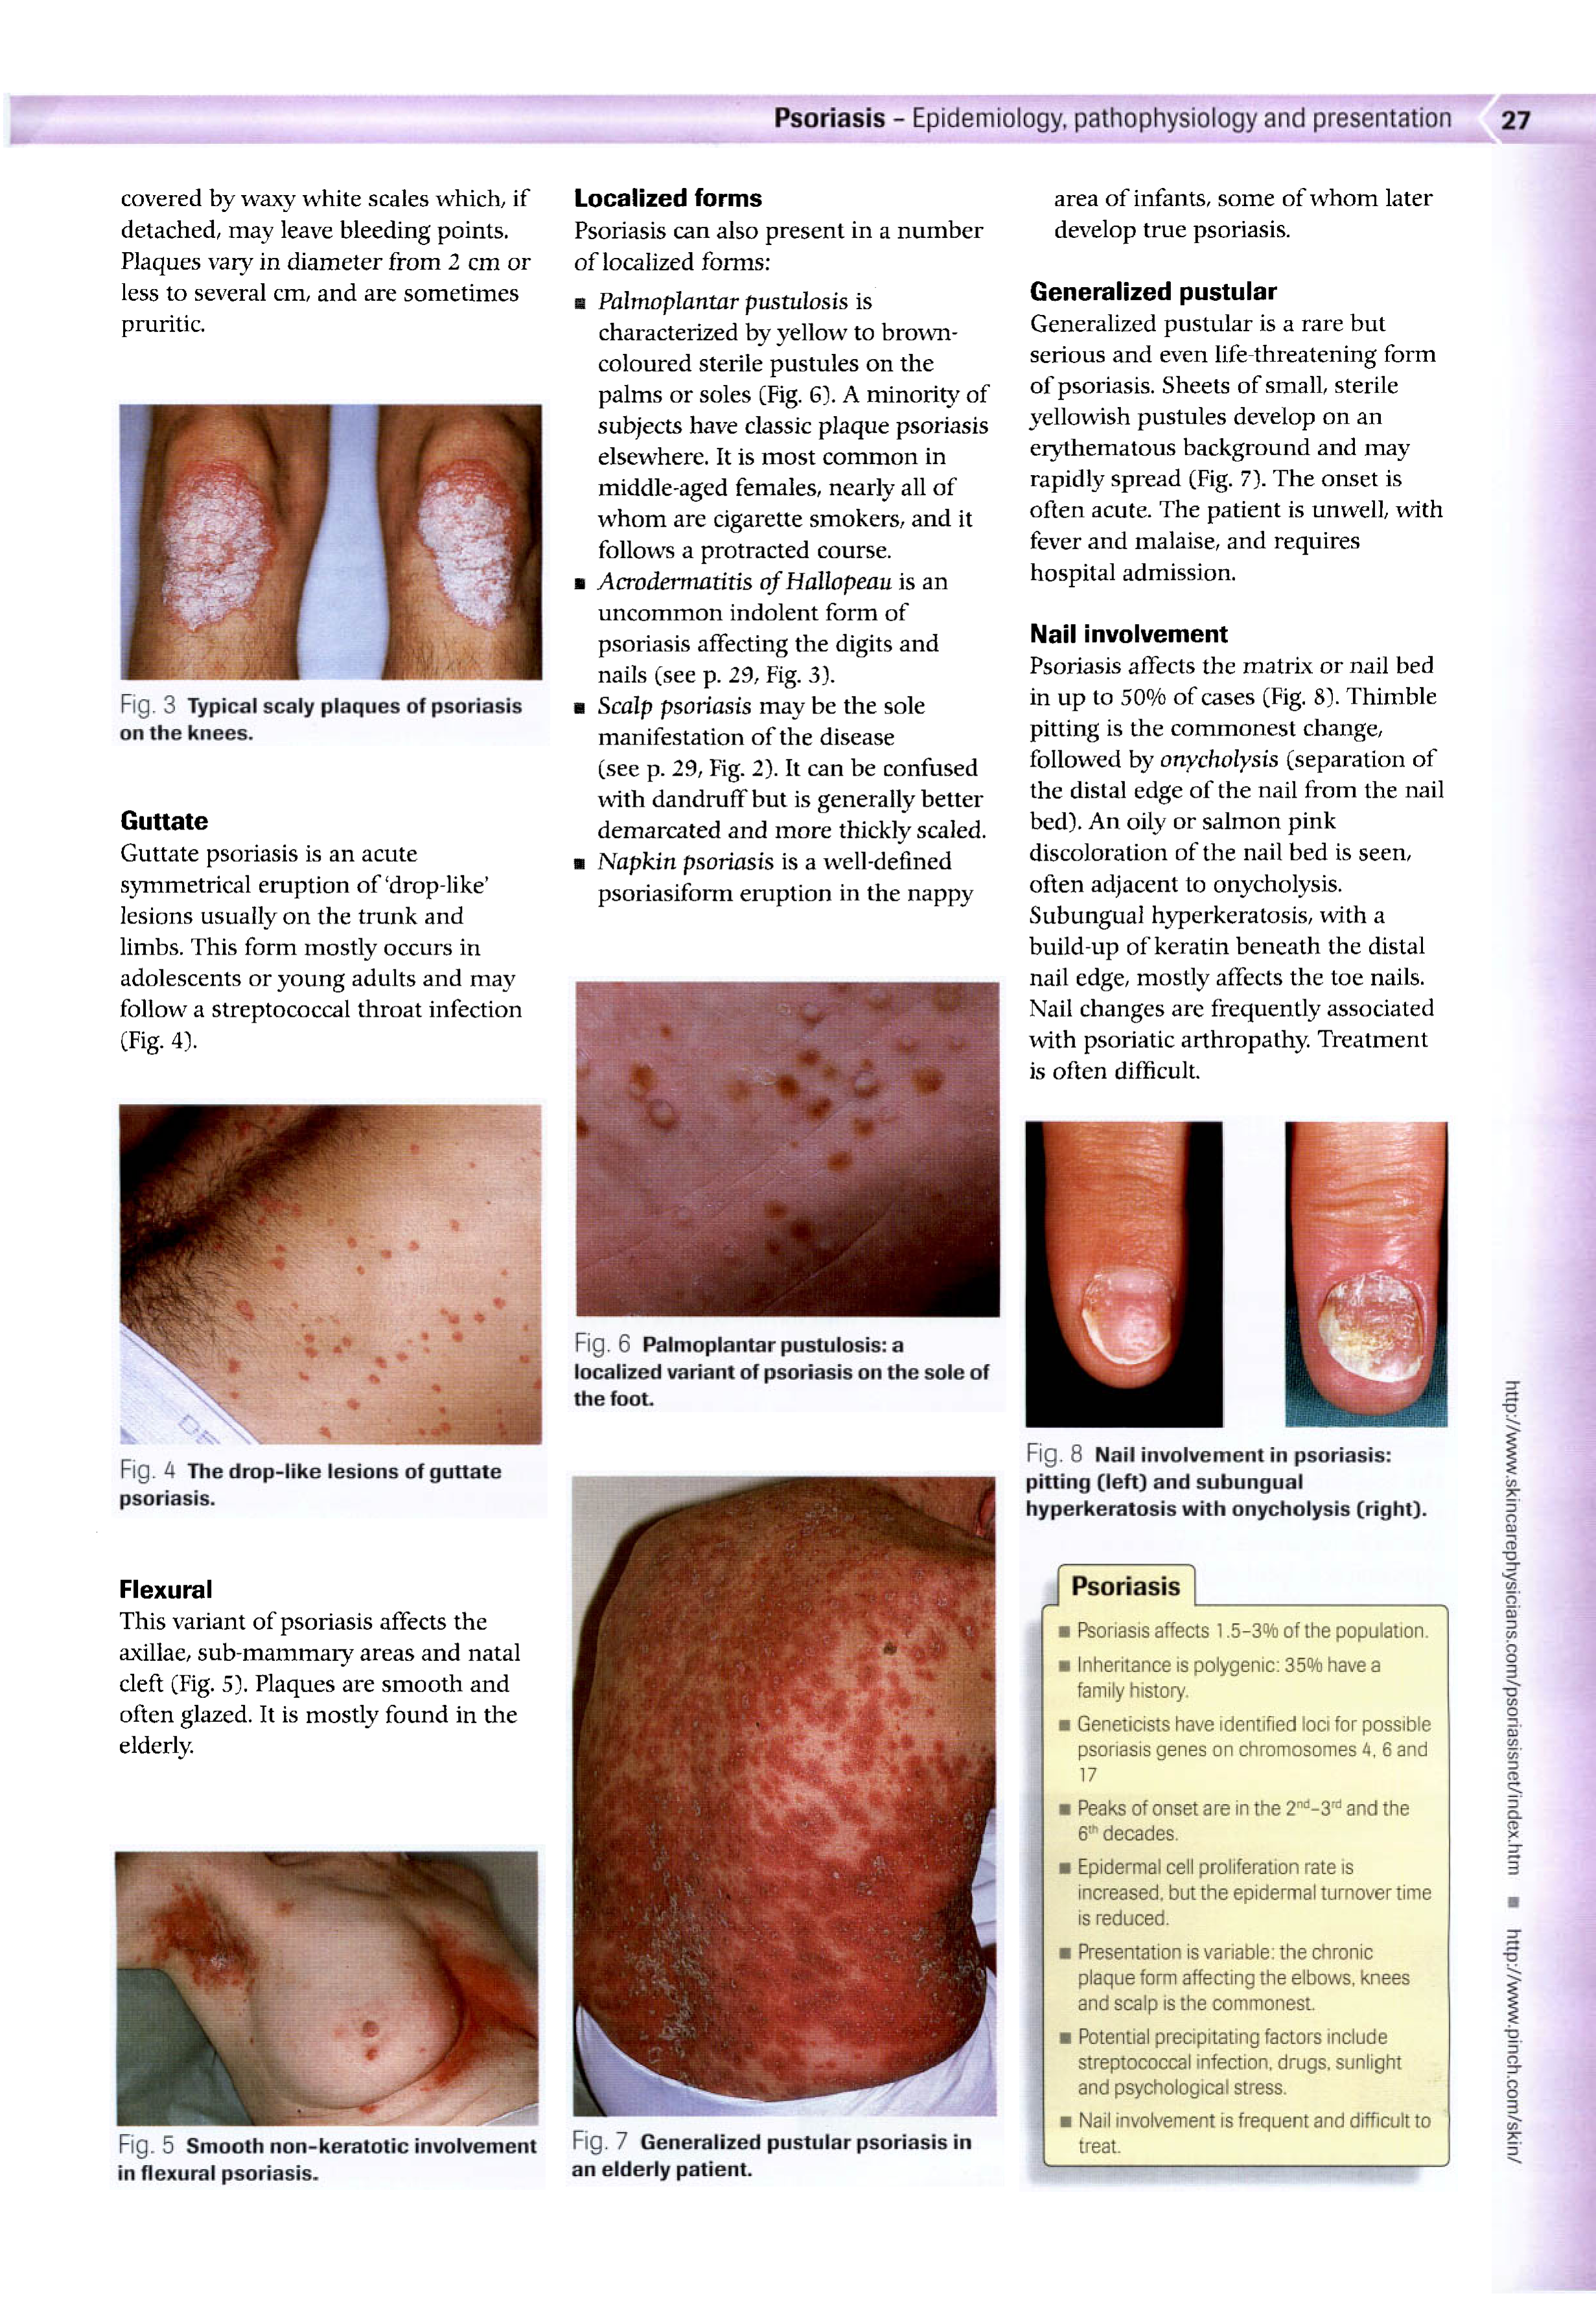 Psoriasis – Epidemiology, pathophysiology and presentation 27
covered by waxy white scales which, if
detached, may leave bleeding points.
Plaques vary in diameter from 2 cm or
less to several cm, and are sometimes
pruritic.
Fig. 3 Typical scaly plaques of psoriasis
on the knees.
Guttate
Guttate psoriasis is an acute
symmetrical eruption of ‘drop-like’
lesions usually on the trunk and
limbs. This form mostly occurs in
adolescents or young adults and may
follow a streptococcal throat infection
(Fig. 4).
Fig. 4 The drop-like lesions of guttate
psoriasis.
Flexural
This variant of psoriasis affects the
axillae, sub-mammary areas and natal
cleft (Fig. 5). Plaques are smooth and
often glazed. It is mostly found in the
elderly.
Fig. 5 Smooth non-keratotic involvement
in flexural psoriasis.
Localized forms
Psoriasis can also present in a number
of localized forms:
■ Palmoplantar pustulosis is
characterized by yellow to brown-
coloured sterile pustules on the
palms or soles (Fig. 6). A minority of
subjects have classic plaque psoriasis
elsewhere. It is most common in
middle-aged females, nearly all of
whom are cigarette smokers, and it
follows a protracted course.
■ Acrodermatitis of Hallopeau is an
uncommon indolent form of
psoriasis affecting the digits and
nails (see p. 29, Fig. 3).
■ Scalp psoriasis may be the sole
manifestation of the disease
(see p. 29, Fig. 2). It can be confused
with dandruff but is generally better
demarcated and more thickly scaled.
■ Napkin psoriasis is a well-defined
psoriasiform eruption in the nappy
Fig. 6 Palmoplantar pustulosis: a
localized variant of psoriasis on the sole of
the foot.
Fig. 7 Generalized pustular psoriasis in
an elderly patient.
area of infants, some of whom later
develop true psoriasis.
Generalized pustular
Generalized pustular is a rare but
serious and even life-threatening form
of psoriasis. Sheets of small, sterile
yellowish pustules develop on an
erythematous background and may
rapidly spread (Fig. 7). The onset is
often acute. The patient is unwell, with
fever and malaise, and requires
hospital admission.
Nail involvement
Psoriasis affects the matrix or nail bed
in up to 50% of cases (Fig. 8). Thimble
pitting is the commonest change,
followed by onycholysis (separation of
the distal edge of the nail from the nail
bed). An oily or salmon pink
discoloration of the nail bed is seen,
often adjacent to onycholysis.
Subungual hyperkeratosis, with a
build-up of keratin beneath the distal
nail edge, mostly affects the toe nails.
Nail changes are frequently associated
with psoriatic arthropathy. Treatment
is often difficult.
Fig. 8 Nail involvement in psoriasis:
pitting (left) and subungual
hyperkeratosis with onycholysis (right).
Psoriasis
■ Psoriasis affects 1.5–3% of the population.
■ Inheritance is polygenic: 35% have a
family history.
■ Geneticists have identified loci for possible
psoriasis genes on chromosomes 4, 6 and
17
■ Peaks of onset are in the 2nd–3rd and the
6th decades.
■ Epidermal cell proliferation rate is
increased, but the epidermal turnover time
is reduced.
■ Presentation is variable: the chronic
plaque form affecting the elbows, knees
and scalp is the commonest.
■ Potential precipitating factors include
streptococcal infection, drugs, sunlight
and psychological stress.
■ Nail involvement is frequent and difficult to
treat.
http://www.skincarephysicians.com/psoriasisnet/index.htm ■ http://www.pinch.com/skin/